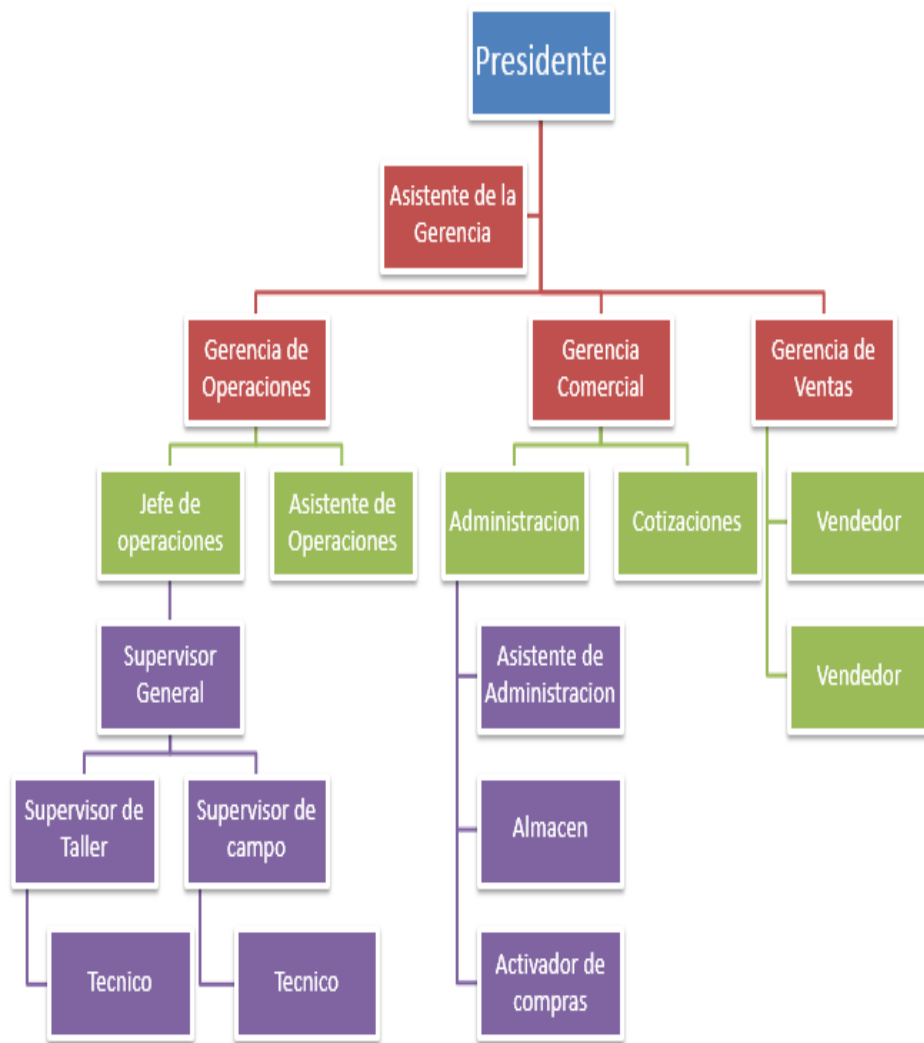 Presidente
Asistente de la
Gerencia
Gerencia de
Operaciones
Gerencia
Comercial
Gerencia de
Ventas
Jefe de
operaciones
Asistente de
Operaciones
Administracion
Cotizaciones
Vendedor
Supervisor
General
Asistente de
Administracion
Vendedor
Supervisor de
Taller
Supervisor de
campo
Almacen
Tecnico
Tecnico
Activador de
compras